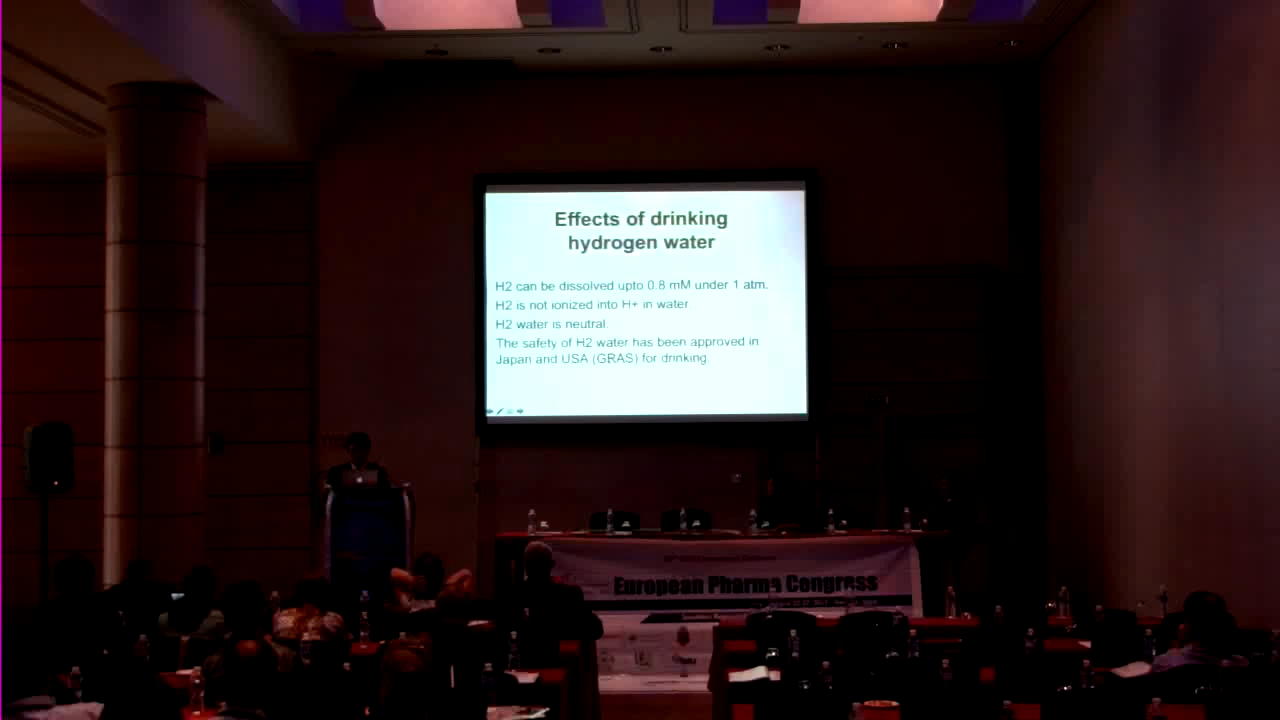 Effects of drinking
hydrogen water
H2 can be dissolved upto 0.8 mM under 1 atm.
H2 is not ionized into H+ in water.
H2 water is neutral.
The safety of H2 water has been approved in
Japan and USA (GRAS) for drinking.
European Pharma Congress